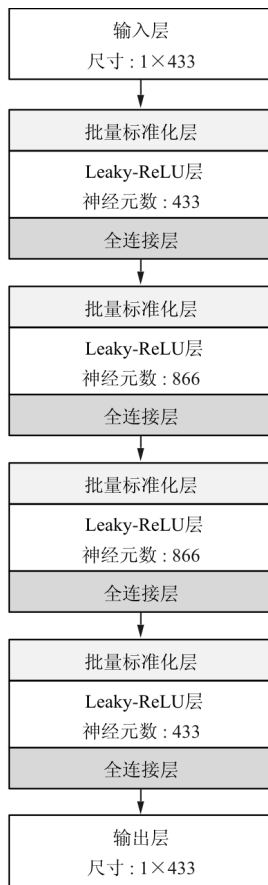 输入层
尺寸 : 1×433
批量标准化层
Leaky-ReLU层
神经元数 : 433
全连接层
批量标准化层
Leaky-ReLU层
神经元数 : 866
全连接层
批量标准化层
Leaky-ReLU层
神经元数 : 866
全连接层
批量标准化层
Leaky-ReLU层
神经元数 : 433
全连接层
输出层
尺寸 : 1×433